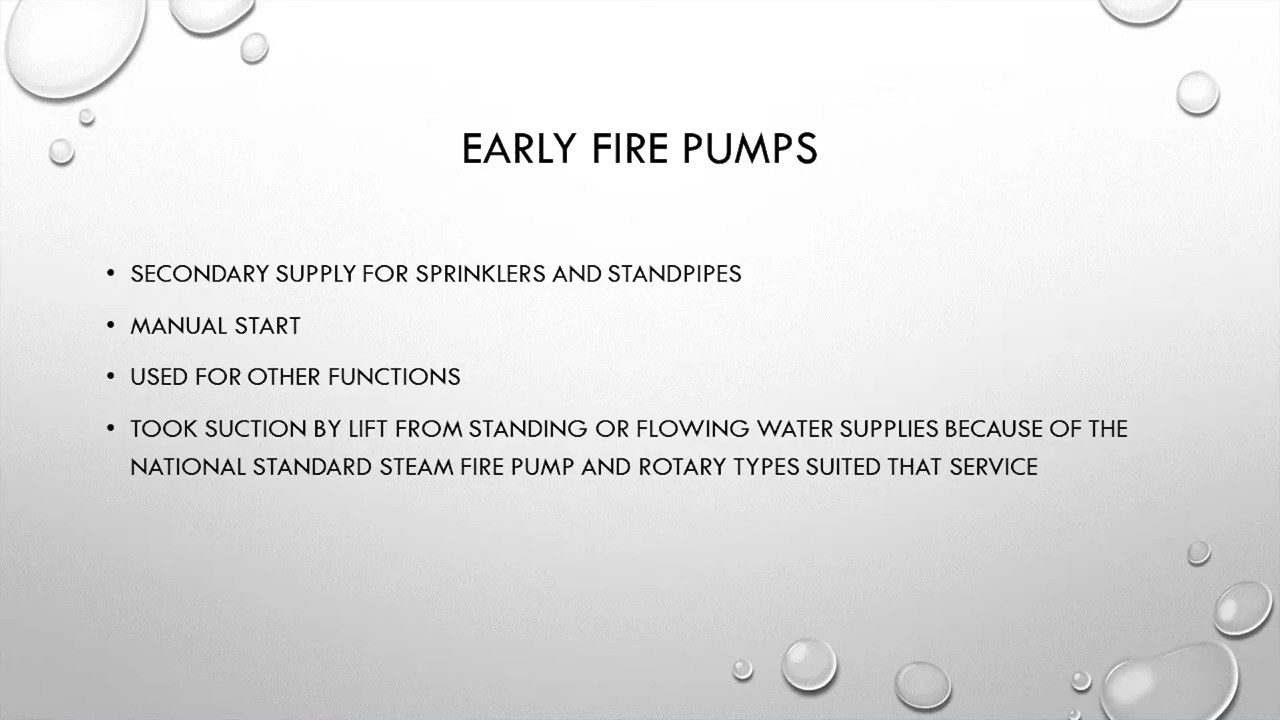 EARLY FIRE PUMPS
• SECONDARY SUPPLY FOR SPRINKLERS AND STANDPIPES
• MANUAL START
• USED FOR OTHER FUNCTIONS
• TOOK SUCTION BY LIFT FROM STANDING OR FLOWING WATER SUPPLIES BECAUSE OF THE
NATIONAL STANDARD STEAM FIRE PUMP AND ROTARY TYPES SUITED THAT SERVICE